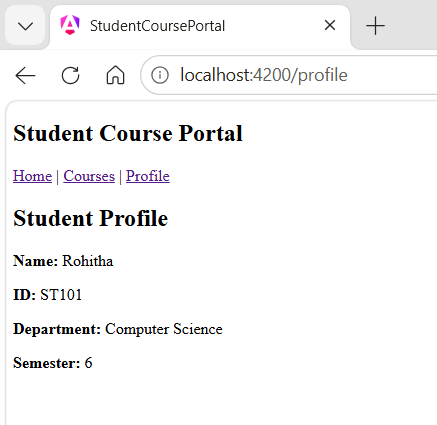 StudentCoursePortal
localhost:4200/profile
Student Course Portal
Home | Courses | Profile
Student Profile
Name: Rohitha
ID: ST101
Department: Computer Science
Semester: 6